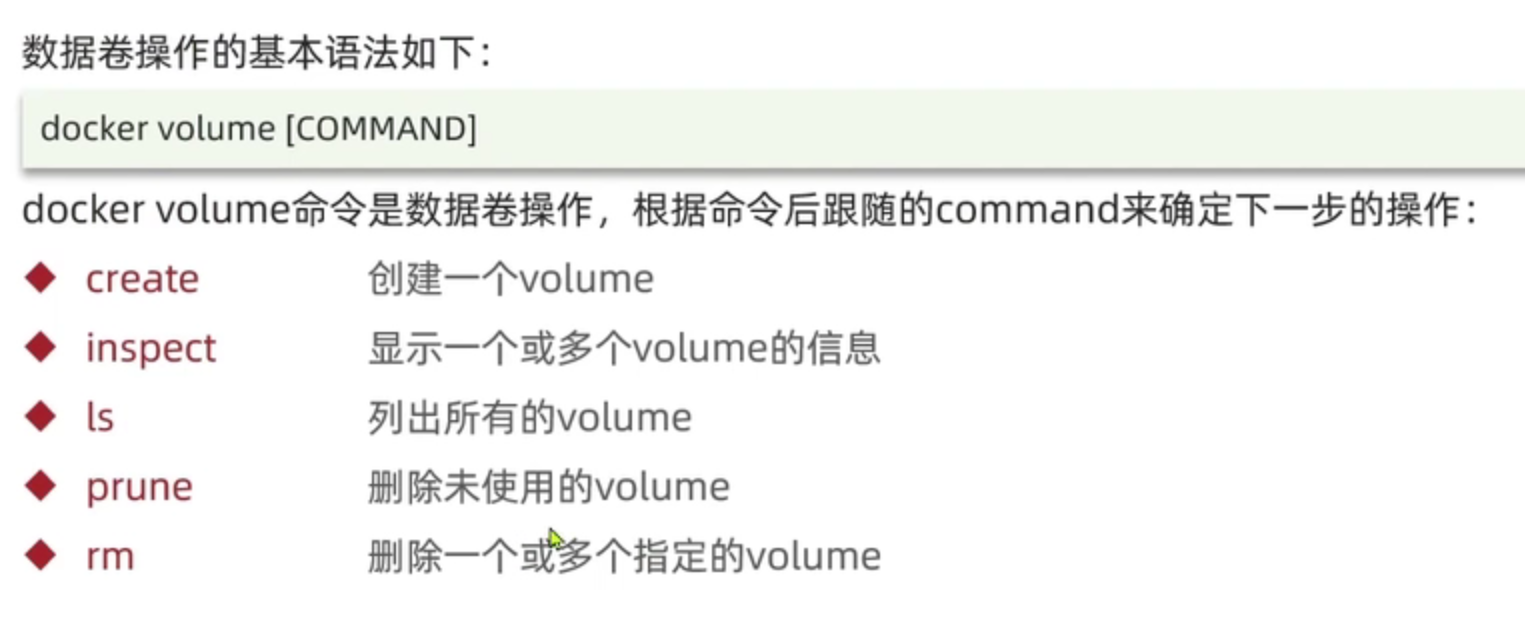 数据卷操作的基本语法如下：
docker volume [COMMAND]
docker volume命令是数据卷操作，根据命令后跟随的command来确定下一步的操作：
create 创建一个volume
inspect 显示一个或多个volume的信息
ls 列出所有的volume
prune 删除未使用的volume
rm 删除一个或多个指定的volume